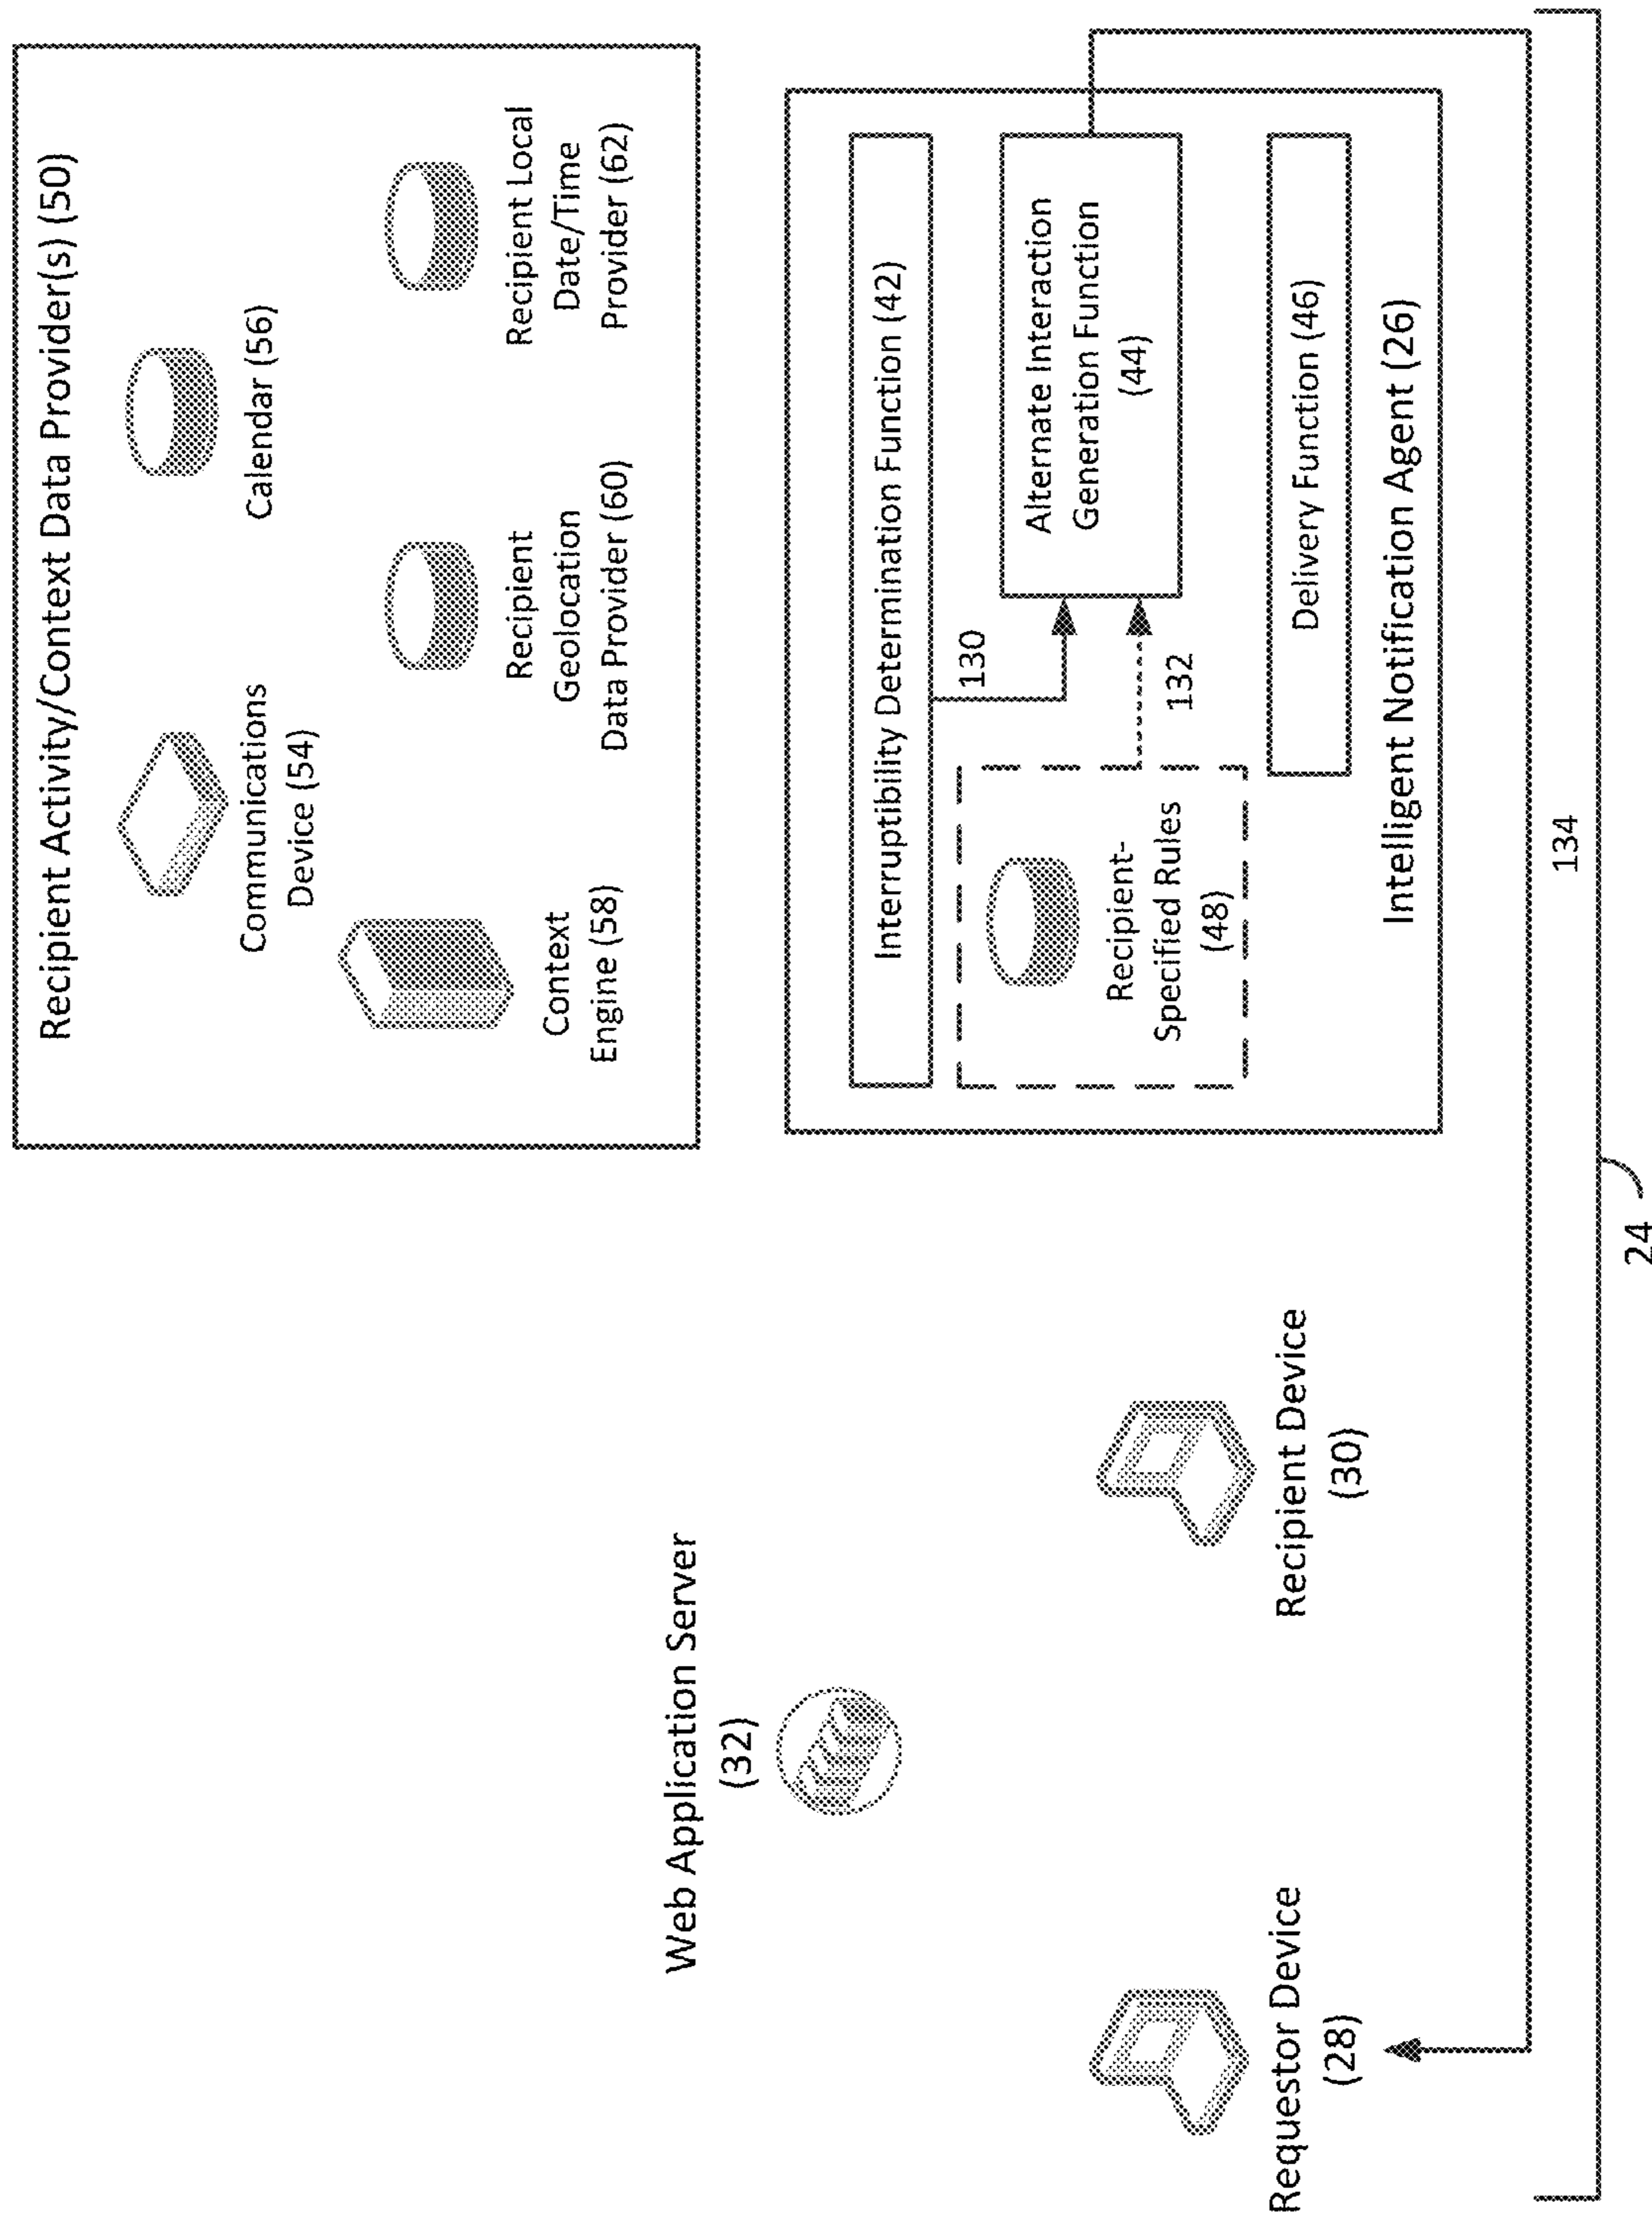 Recipient Activity/Context Data Provider(s) (50)
Communications
Device (54)
Calendar (56)
Context
Engine (58)
Recipient
Geolocation
Data Provider (60)
Recipient Local
Date/Time
Provider (62)
Web Application Server
(32)
Interruptibility Determination Function (42)
130
Recipient-
Specified Rules
(48)
132
Alternate Interaction
Generation Function
(44)
Delivery Function (46)
Intelligent Notification Agent (26)
Requestor Device
(28)
Recipient Device
(30)
134
24